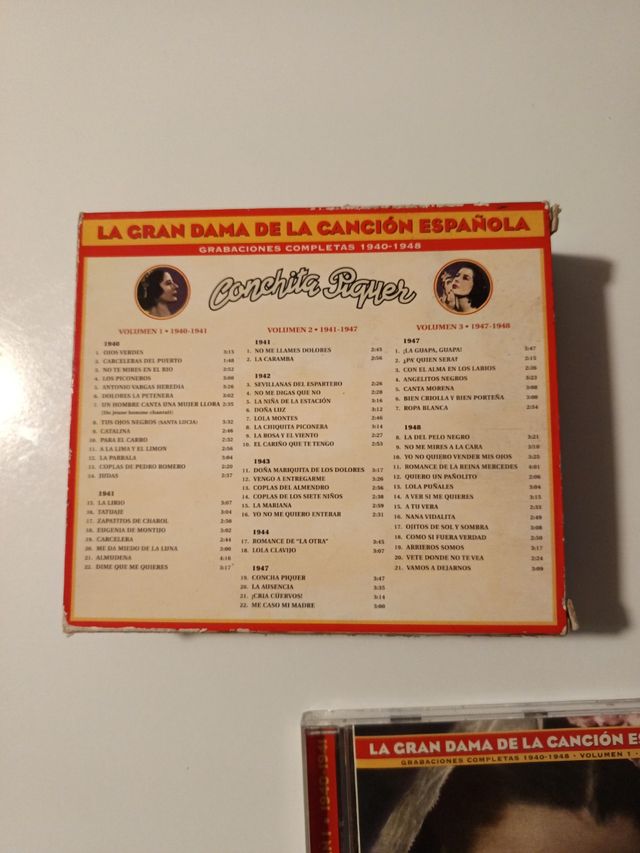 LA GRAN DAMA DE LA CANCIÓN ESPAÑOLA
GRABACIONES COMPLETAS 1940-1948
Conchita Piquer
VOLUMEN 1 • 1940-1941
1940
1. OJOS VERDES 3:15
2. CARCELERAS DEL PUERTO 1:48
3. NO TE MIRES EN EL RIO 2:52
4. LOS PICONEROS 3:00
5. ANTONIO VARGAS HEREDIA 3:26
6. DOLORES LA PETENERA 3:02
7. UN HOMBRE CANTA UNA MUJER LLORA 2:35
(Un jeune homme chantait)
8. TUS OJOS NEGROS (SANTA LUCIA) 3:32
9. CATALINA 2:46
10. PARA EL CARRO 2:32
11. A LA LIMA Y EL LIMON 2:56
12. LA PARRALA 3:04
13. COPLAS DE PEDRO ROMERO 2:20
14. JUDAS 2:37
1941
15. LA LIRIO 3:07
16. TATUAJE 3:04
17. ZAPATITOS DE CHAROL 2:50
18. EUGENIA DE MONTIJO 3:02
19. CARCELERA 2:44
20. ME DA MIEDO DE LA LUNA 3:00
21. ALMUDENA 4:16
22. DIME QUE ME QUIERES 3:17
VOLUMEN 2 • 1941-1947
1941
1. NO ME LLAMES DOLORES 2:45
2. LA CARAMBA 2:56
1942
3. SEVILLANAS DEL ESPARTERO 2:26
4. NO ME DIGAS QUE NO 2:28
5. LA NIÑA DE LA ESTACIÓN 3:16
6. DOÑA LUZ 3:12
7. LOLA MONTES 2:46
8. LA CHIQUITA PICONERA 3:14
9. LA ROSA Y EL VIENTO 2:27
10. EL CARIÑO QUE TE TENGO 2:53
1943
11. DOÑA MARIQUITA DE LOS DOLORES 3:17
12. VENGO A ENTREGARME 3:26
13. COPLAS DEL ALMENDRO 2:56
14. COPLAS DE LOS SIETE NIÑOS 2:38
15. LA MARIANA 2:59
16. YO NO ME QUIERO ENTERAR 2:31
1944
17. ROMANCE DE "LA OTRA" 3:45
18. LOLA CLAVIJO 3:07
1947
19. CONCHA PIQUER 3:47
20. LA AUSENCIA 3:35
21. ¡CRIA CUERVOS! 3:14
22. ME CASO MI MADRE 3:00
VOLUMEN 3 • 1947-1948
1947
1. ¡LA GUAPA, GUAPA! 3:47
2. ¿PA' QUIEN SERA? 2:15
3. CON EL ALMA EN LOS LABIOS 2:36
4. ANGELITOS NEGROS 3:23
5. CANTA MORENA 3:08
6. BIEN CRIOLLA Y BIEN PORTEÑA 3:00
7. ROPA BLANCA 2:54
1948
8. LA DEL PELO NEGRO 3:21
9. NO ME MIRES A LA CARA 3:10
10. YO NO QUIERO VENDER MIS OJOS 3:25
11. ROMANCE DE LA REINA MERCEDES 4:01
12. QUIERO UN PAÑOLITO 2:06
13. LOLA PUÑALES 3:04
14. A VER SI ME QUIERES 3:15
15. A TU VERA 2:33
16. NANA VIDALITA 2:49
17. OJITOS DE SOL Y SOMBRA 3:08
18. COMO SI FUERA VERDAD 2:50
19. ARRIEROS SOMOS 3:17
20. VETE DONDE NO TE VEA 2:24
21. VAMOS A DEJARNOS 3:09
LA GRAN DAMA DE LA CANCIÓN ESPAÑ
GRABACIONES COMPLETAS 1940-1948 • VOLUMEN 1 •
1940-1941